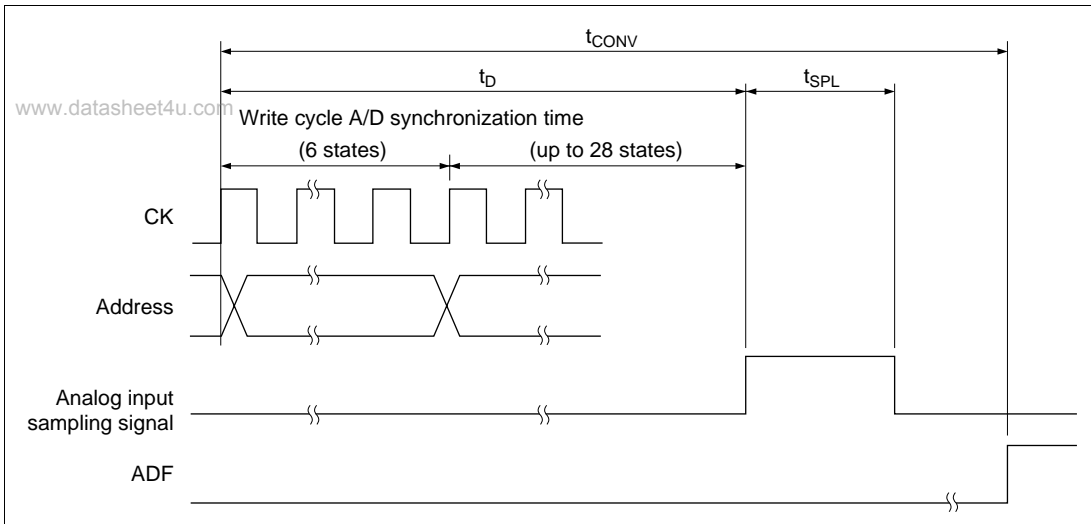 tCONV
tD
tSPL
www.datasheet4u.com
Write cycle A/D synchronization time
(6 states)
(up to 28 states)
CK
Address
Analog input
sampling signal
ADF